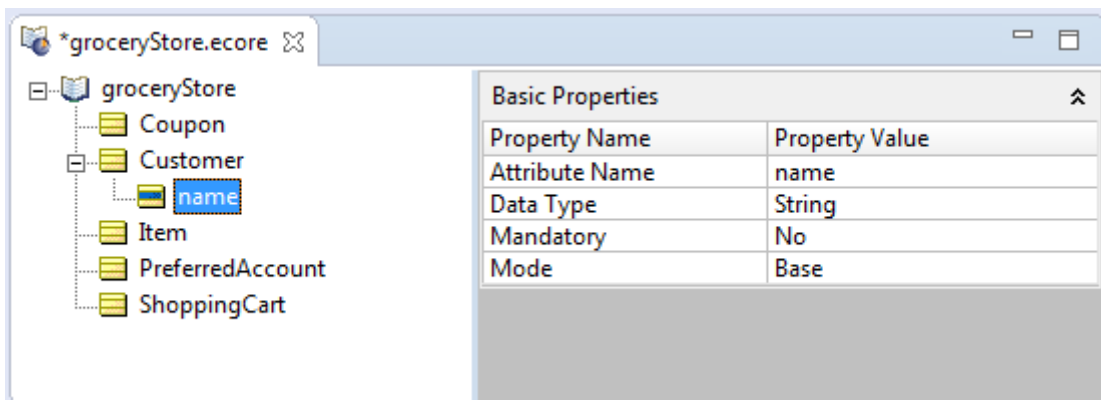 *groceryStore.ecore
groceryStore
Coupon
Customer
name
Item
PreferredAccount
ShoppingCart
Basic Properties
Property Name Property Value
Attribute Name name
Data Type String
Mandatory No
Mode Base